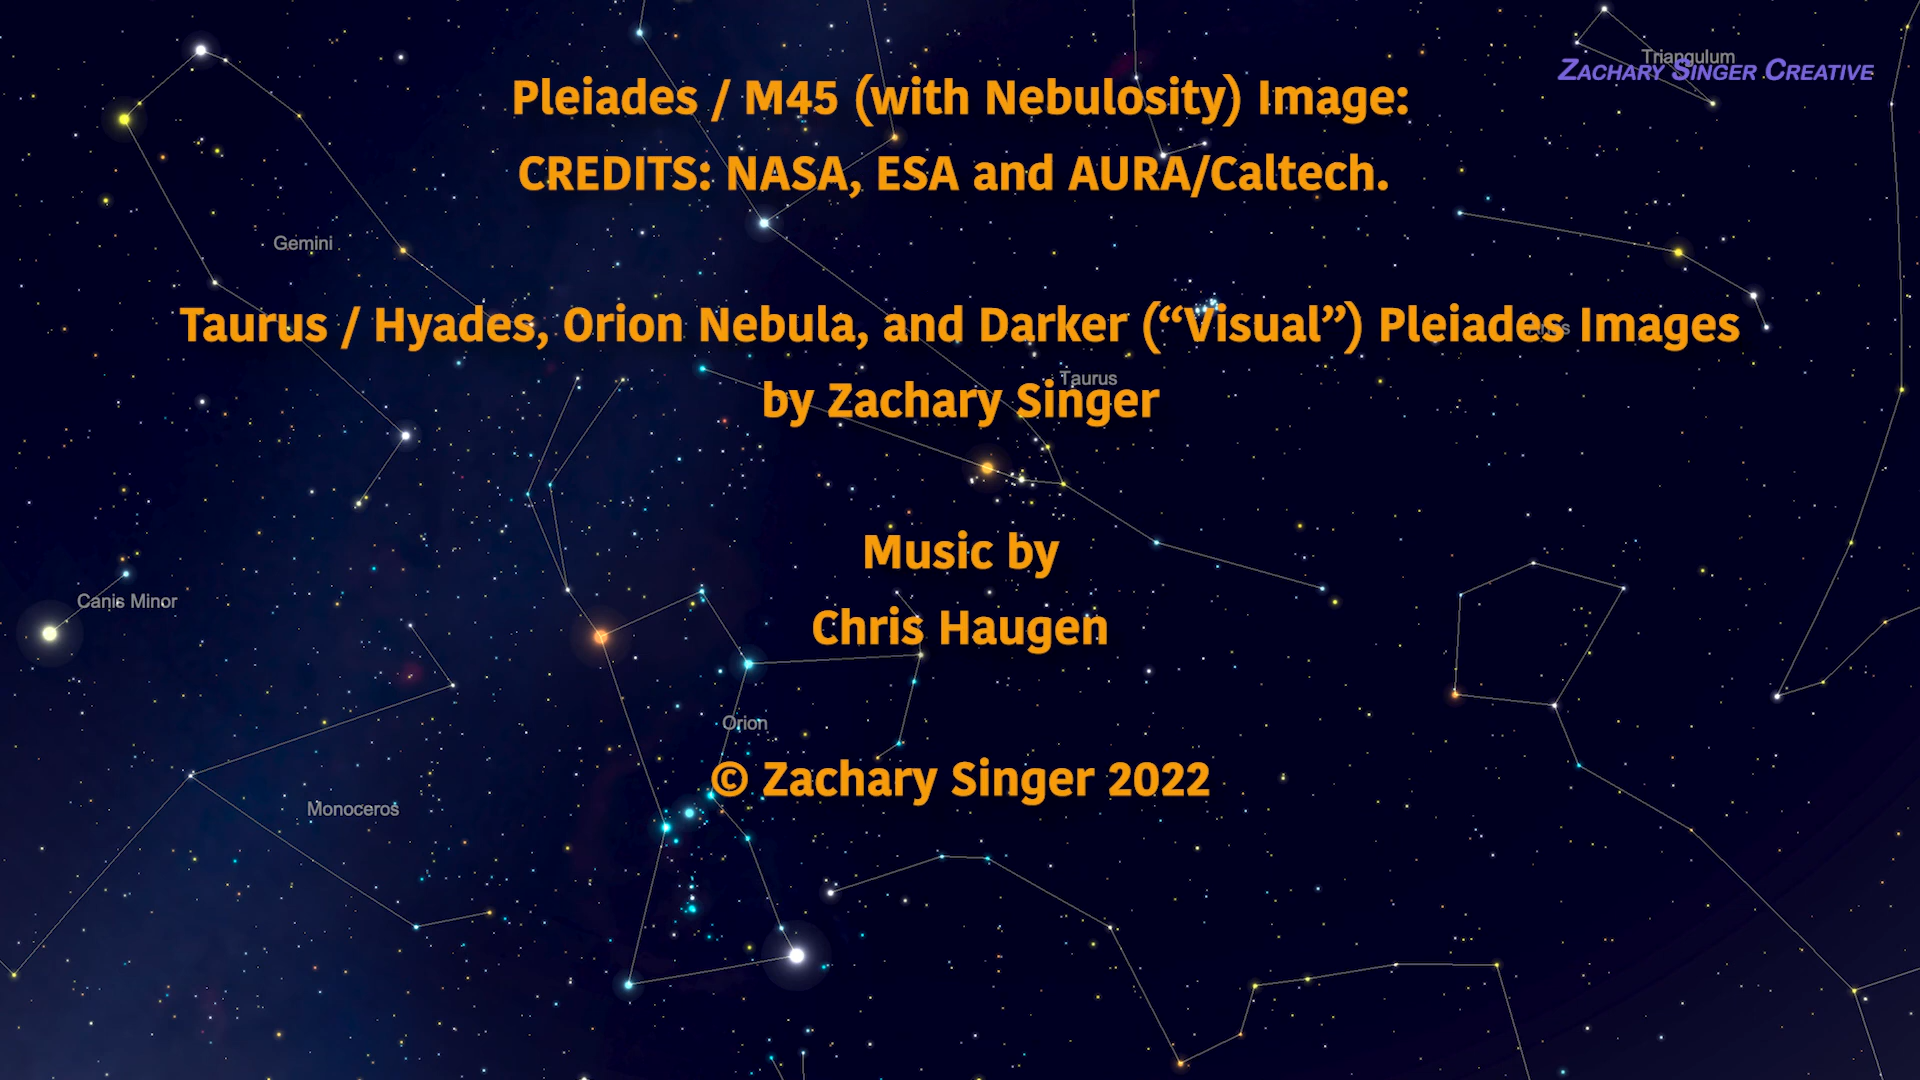 Triangulum
ZACHARY SINGER CREATIVE
Pleiades / M45 (with Nebulosity) Image:
CREDITS: NASA, ESA and AURA/Caltech.
Gemini
Taurus / Hyades, Orion Nebula, and Darker (“Visual”) Pleiades Images
Taurus
by Zachary Singer
Music by
Canis Minor
Chris Haugen
Orion
© Zachary Singer 2022
Monoceros